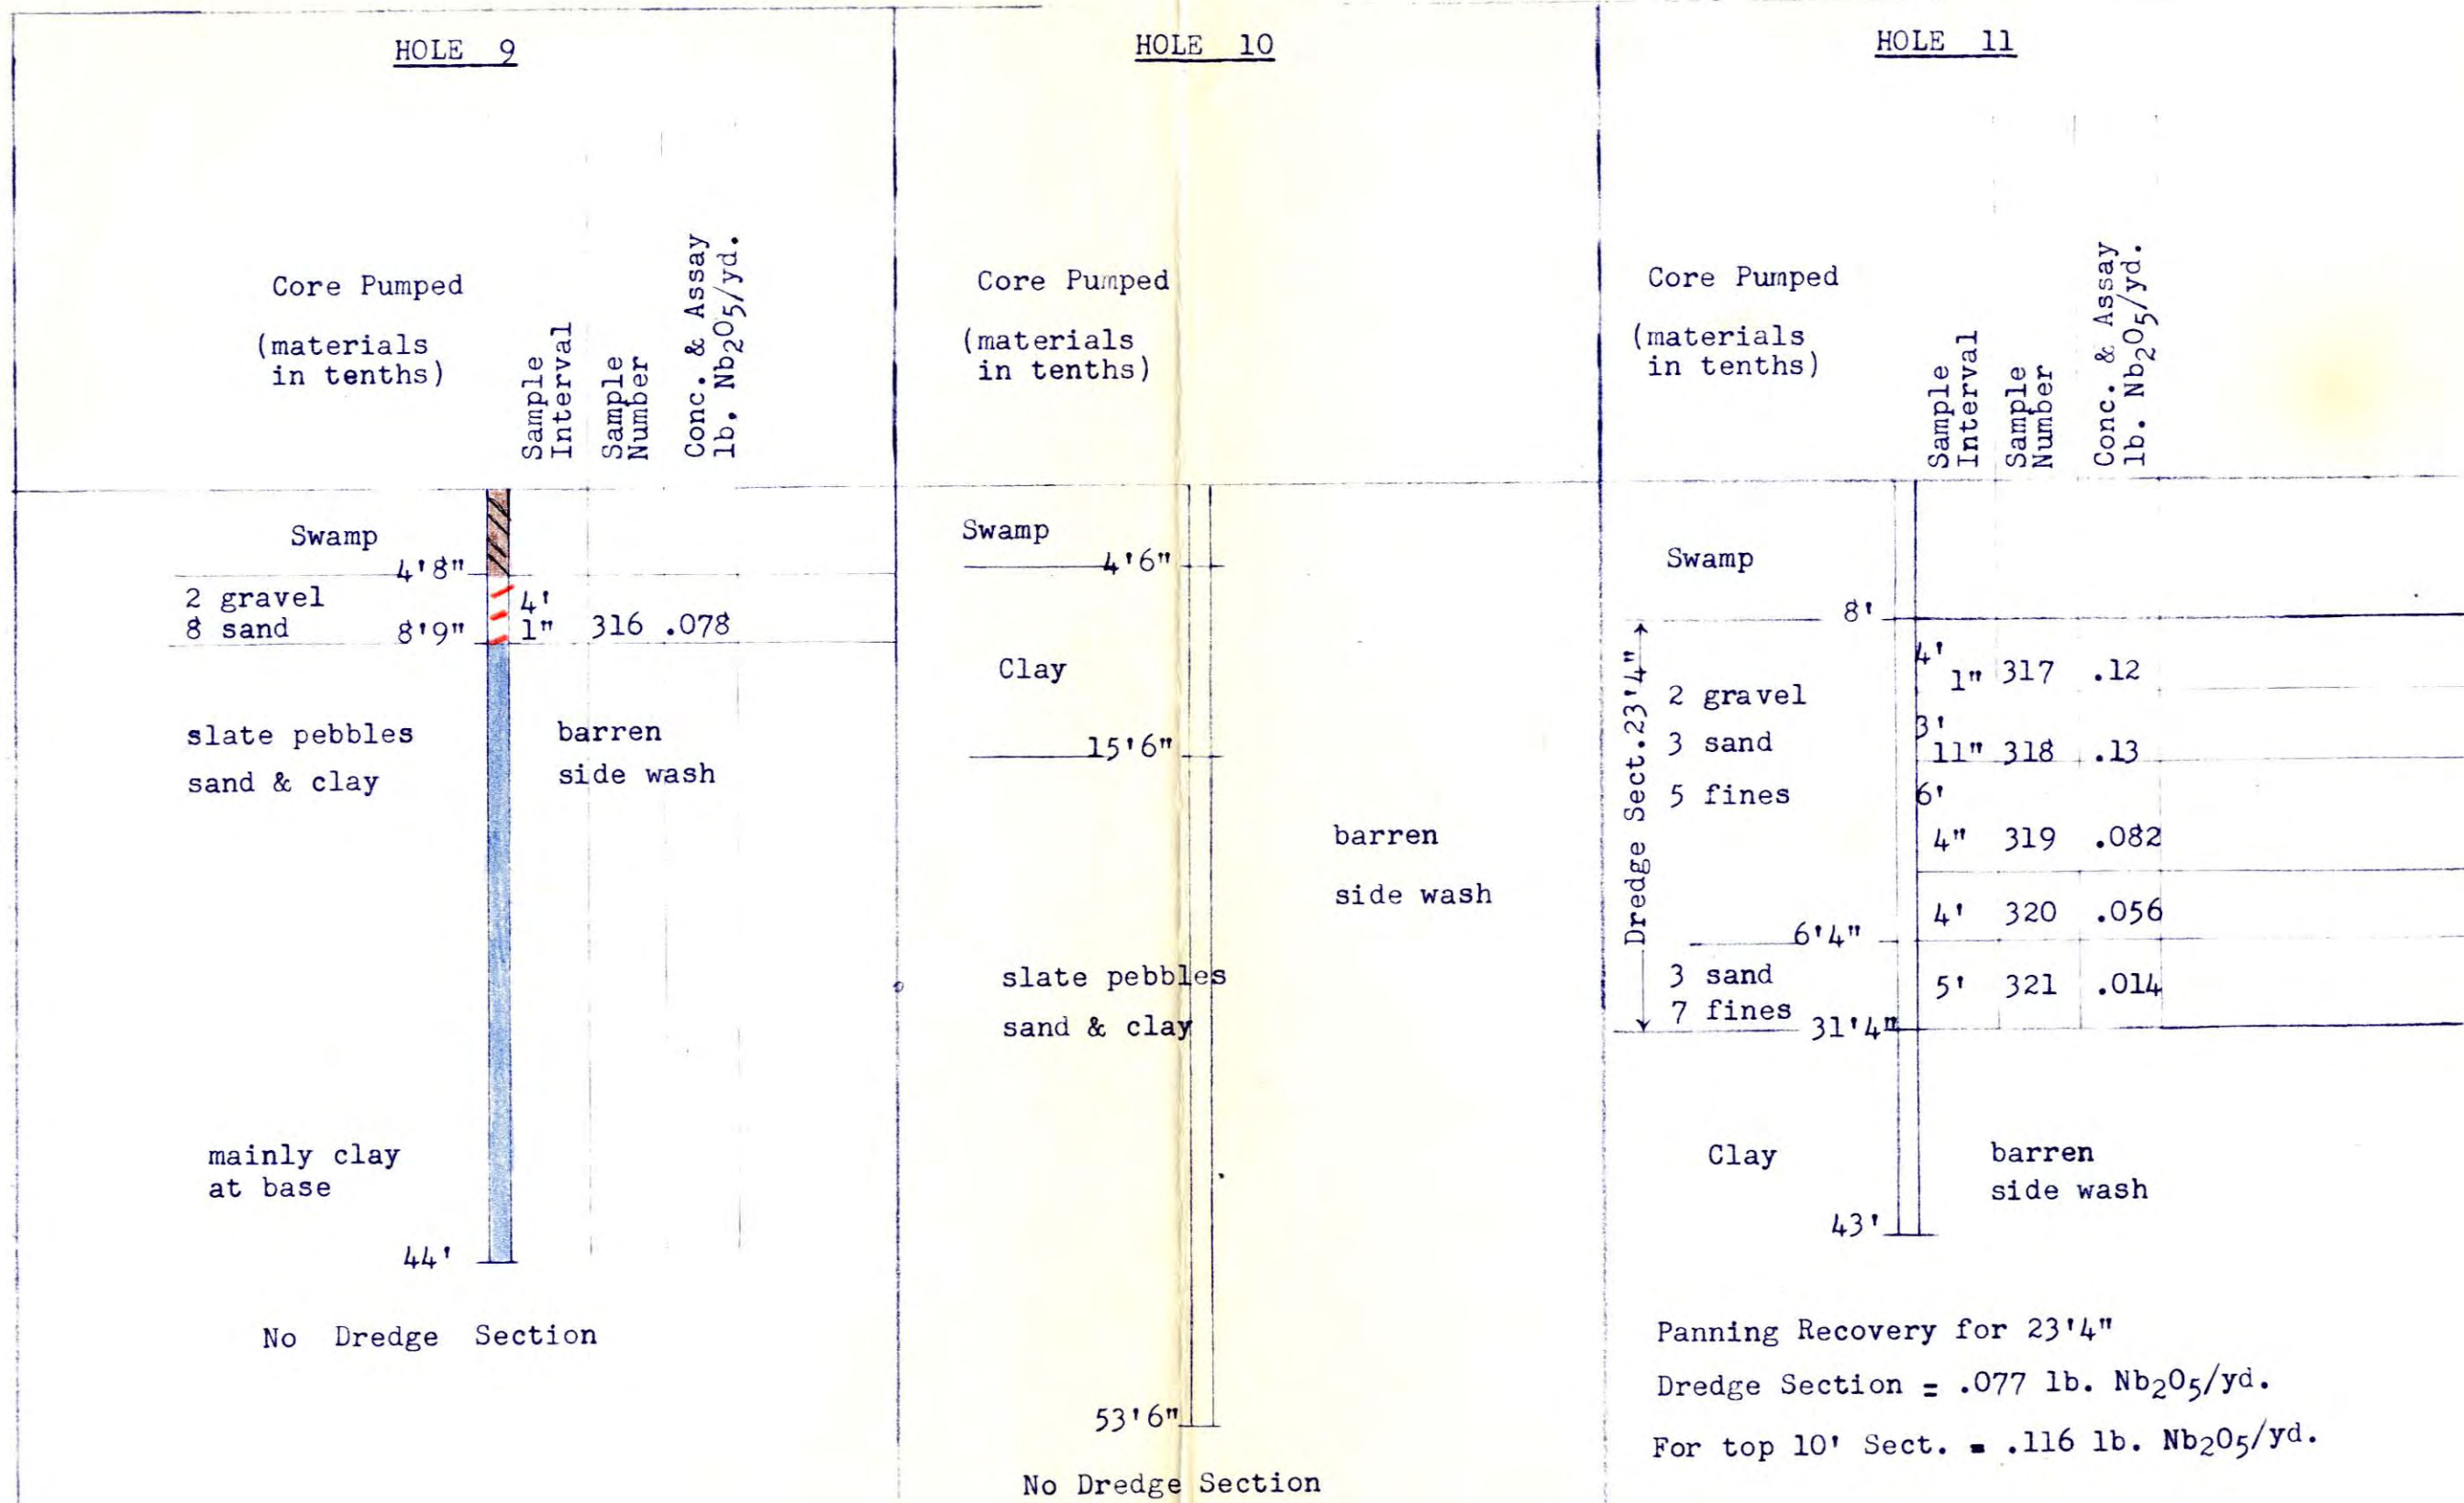 HOLE 9
Core Pumped
(materials
in tenths)
Sample
Interval
Sample
Number
Conc. & Assay
lb. Nb2O5/yd.
Swamp
4'8"
2 gravel
8 sand
8'9"
4'
1"
316 .078
slate pebbles
sand & clay
barren
side wash
mainly clay
at base
44'
No Dredge Section
HOLE 10
Core Pumped
(materials
in tenths)
Swamp
4'6"
Clay
15'6"
barren
side wash
slate pebbles
sand & clay
53'6"
No Dredge Section
HOLE 11
Core Pumped
(materials
in tenths)
Sample
Interval
Sample
Number
Conc. & Assay
lb. Nb2O5/yd.
Swamp
8'
Dredge Sect.23'4"
2 gravel
3 sand
5 fines
4'
1" 317 .12
3'
11" 318 .13
6'
4" 319 .082
4' 320 .056
6'4"
3 sand
7 fines
5' 321 .014
31'4"
Clay
barren
side wash
43'
Panning Recovery for 23'4"
Dredge Section = .077 lb. Nb2O5/yd.
For top 10' Sect. = .116 lb. Nb2O5/yd.